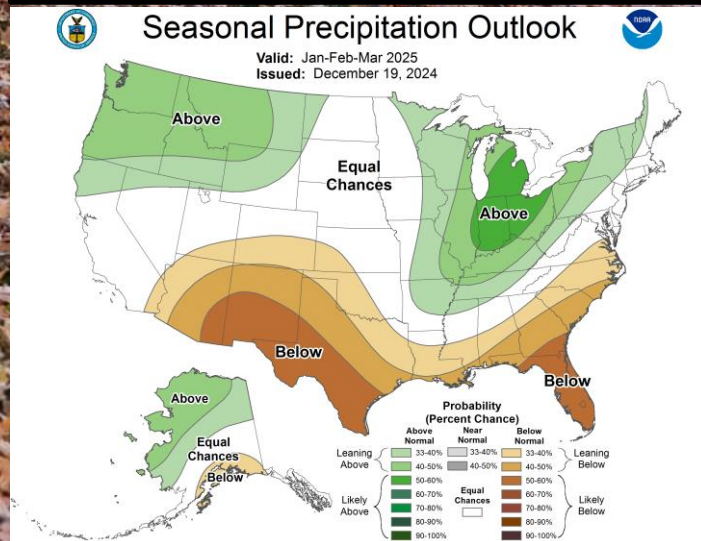 Seasonal Precipitation Outlook
NOAA
Valid: Jan-Feb-Mar 2025
Issued: December 19, 2024
Above
Equal
Chances
Above
Below
Below
Above
Equal
Chances
Below
Probability
(Percent Chance)
Above
Normal
Near
Normal
Below
Normal
Leaning
Above
33-40%
33-40%
33-40%
Leaning
Below
40-50%
40-50%
40-50%
Likely
Above
50-60%
Equal
Chances
50-60%
Likely
Below
60-70%
60-70%
70-80%
70-80%
80-90%
80-90%
90-100%
90-100%